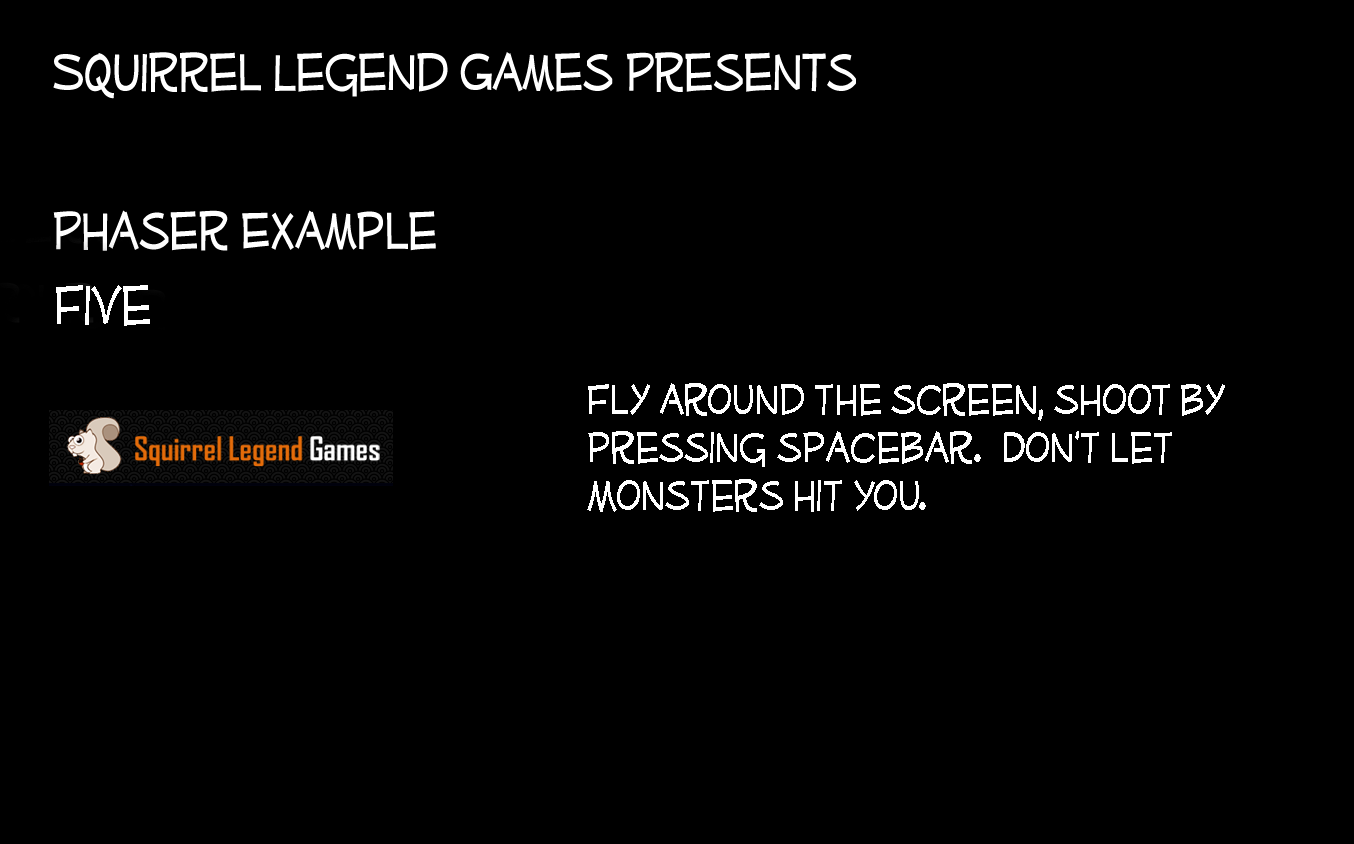 SQUIRREL LEGEND GAMES PRESENTS
PHASER EXAMPLE
FIVE
FLY AROUND THE SCREEN, SHOOT BY
PRESSING SPACEBAR.  DON'T LET
MONSTERS HIT YOU.
Squirrel Legend Games